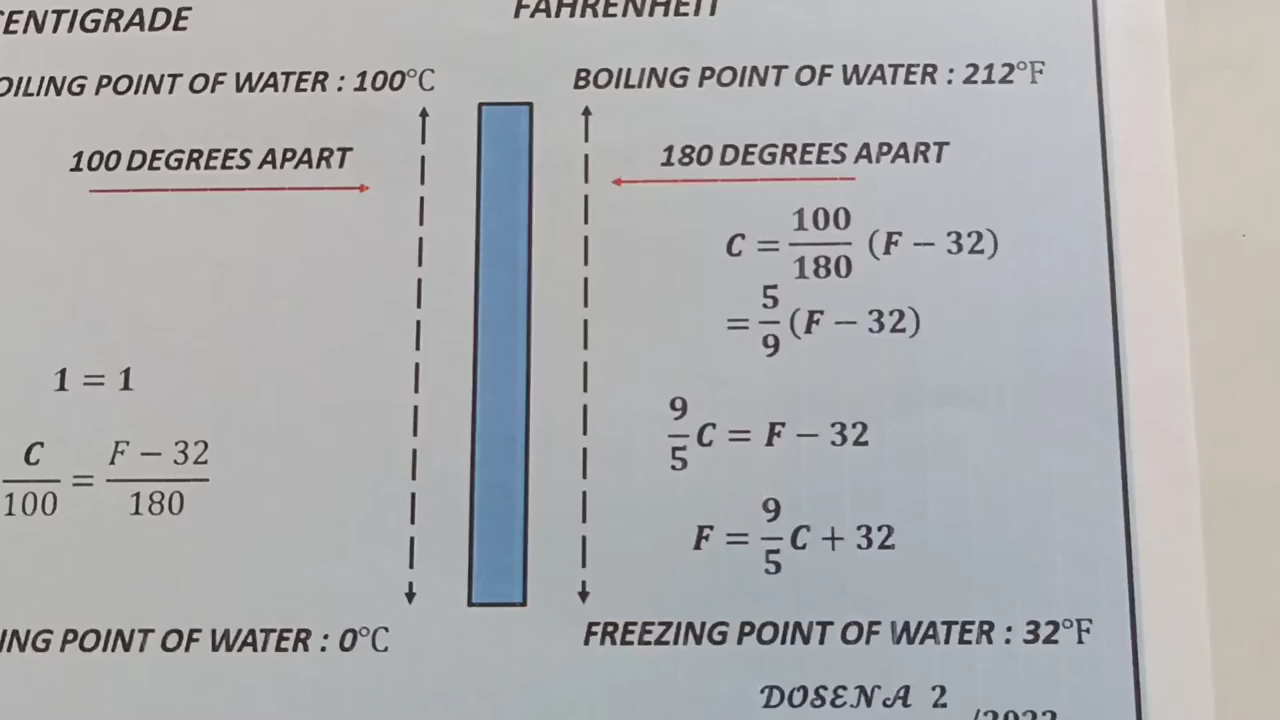 ENTIGRADE
FAHRENHEIT
OILING POINT OF WATER : 100°C
BOILING POINT OF WATER : 212°F
100 DEGREES APART
180 DEGREES APART
C = 100/180 (F − 32)
= 5/9 (F − 32)
1 = 1
9/5 C = F − 32
C/100 = F − 32/180
F = 9/5 C + 32
ING POINT OF WATER : 0°C
FREEZING POINT OF WATER : 32°F
DOSENA 2
/2022